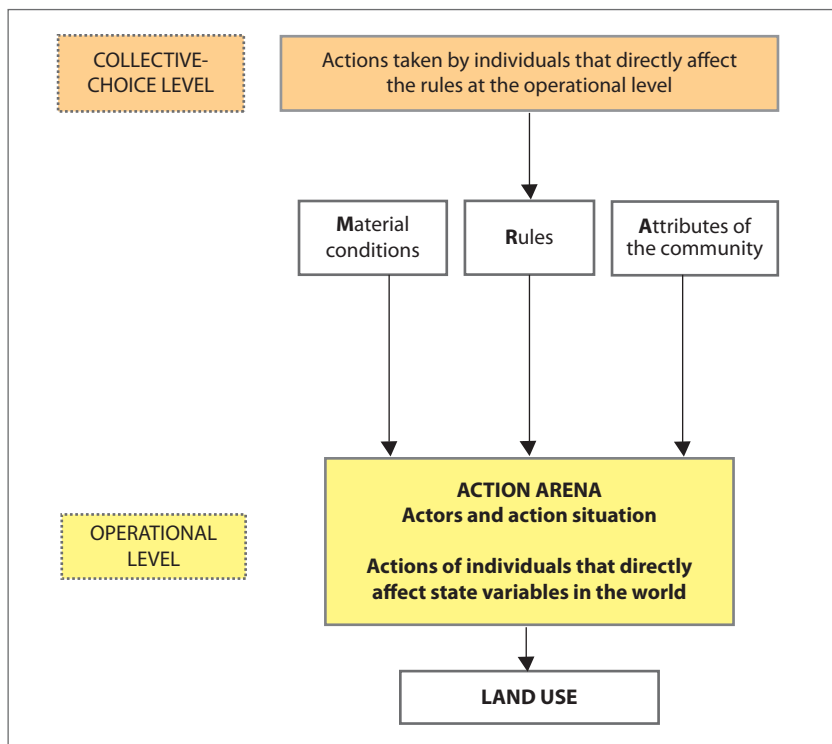 COLLECTIVE-
CHOICE LEVEL
Actions taken by individuals that directly affect
the rules at the operational level
Material
conditions
Rules
Attributes of
the community
OPERATIONAL
LEVEL
ACTION ARENA
Actors and action situation
Actions of individuals that directly
affect state variables in the world
LAND USE